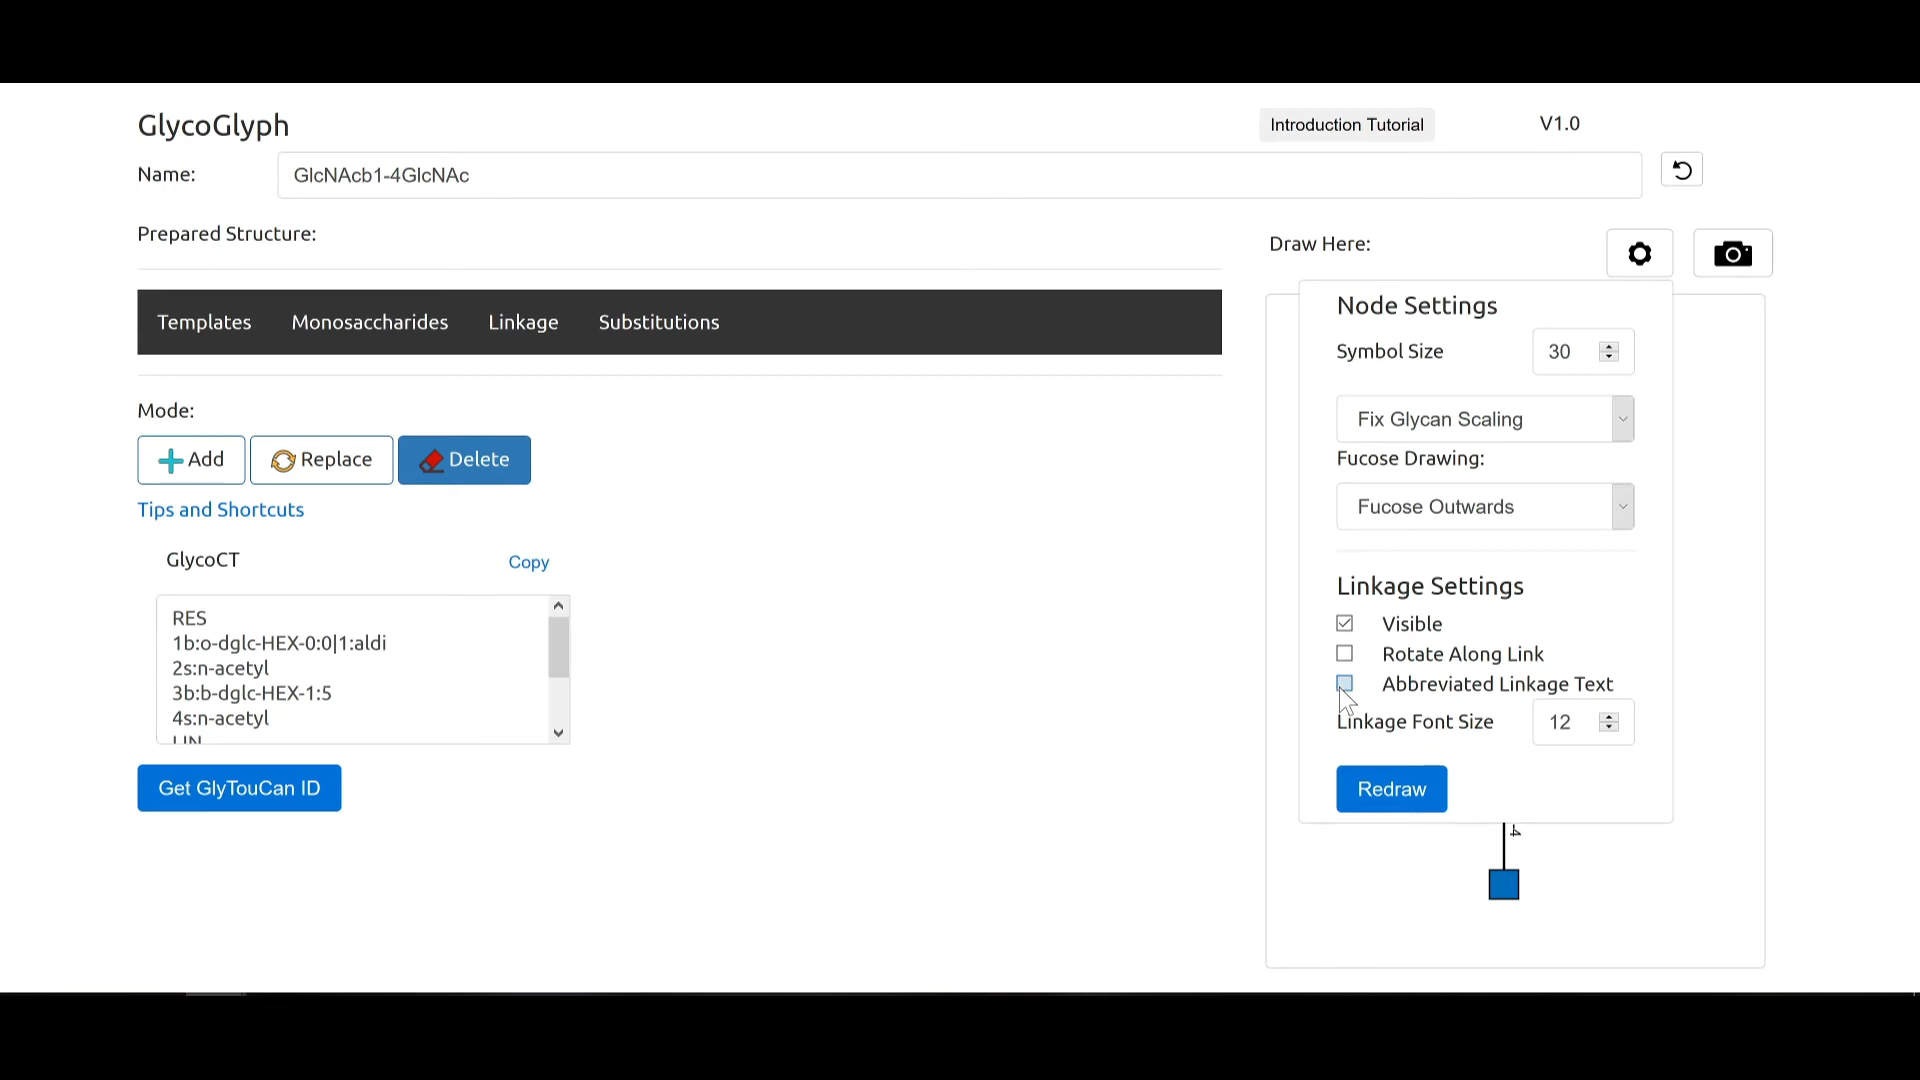 GlycoGlyph
Introduction Tutorial
V1.0
Name:
GlcNAcb1-4GlcNAc
Prepared Structure:
Draw Here:
Templates
Monosaccharides
Linkage
Substitutions
Node Settings
Symbol Size
30
Fix Glycan Scaling
Fucose Drawing:
Fucose Outwards
Mode:
Add
Replace
Delete
Tips and Shortcuts
GlycoCT
Copy
RES
1b:o-dglc-HEX-0:0|1:aldi
2s:n-acetyl
3b:b-dglc-HEX-1:5
4s:n-acetyl
LIN
Get GlyTouCan ID
Linkage Settings
Visible
Rotate Along Link
Abbreviated Linkage Text
Linkage Font Size
12
Redraw
4